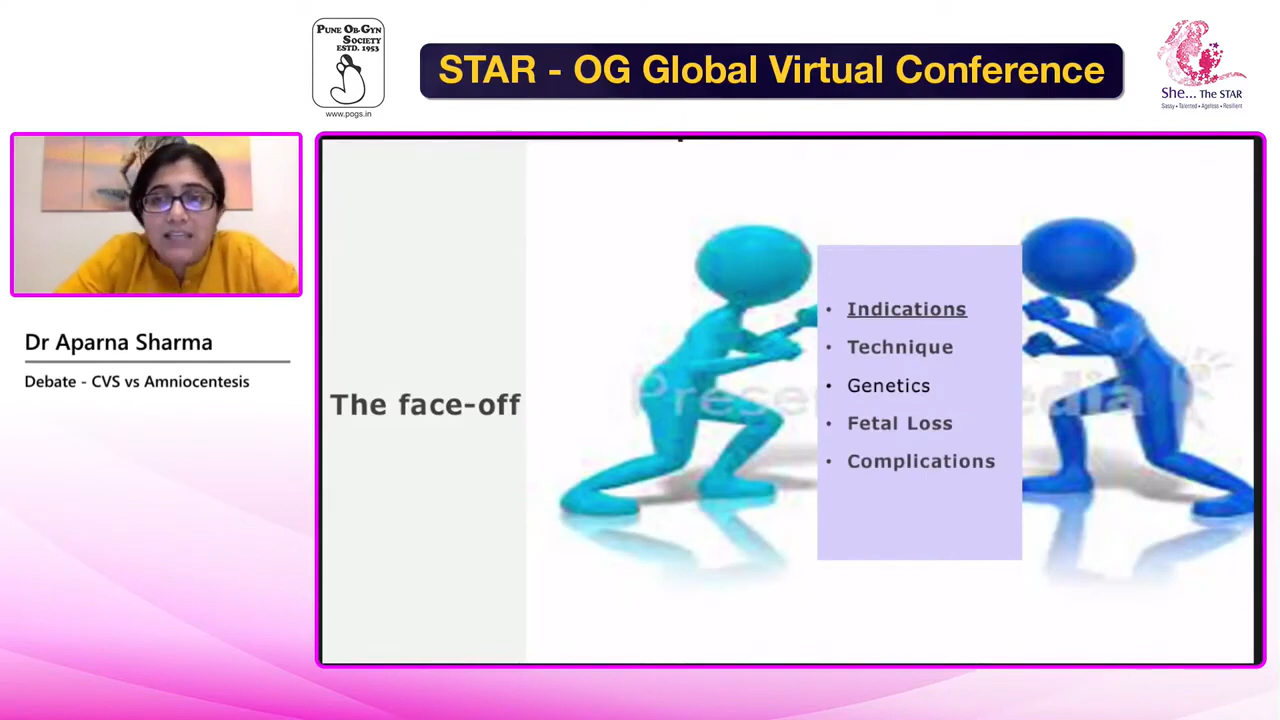 PUNE OB-GYN
SOCIETY
ESTD. 1953
www.pogs.in
STAR - OG Global Virtual Conference
She... THE STAR
Sassy • Talented • Ageless • Resilient
Dr Aparna Sharma
Debate - CVS vs Amniocentesis
The face-off
• Indications
• Technique
• Genetics
• Fetal Loss
• Complications